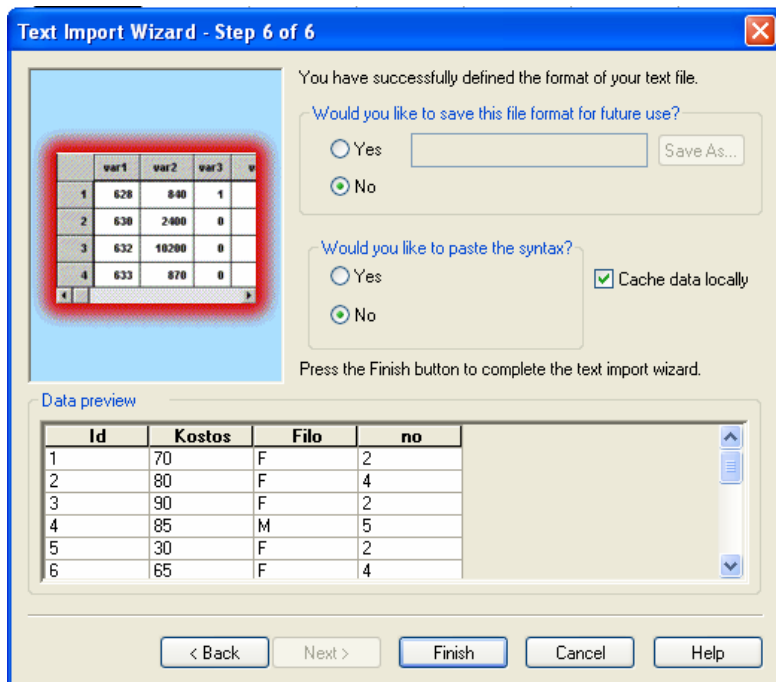 Text Import Wizard - Step 6 of 6
You have successfully defined the format of your text file.
Would you like to save this file format for future use?
Yes
Save As...
No
var1 var2 var3
1 628 840 1
2 630 2400 0
3 632 10200 0
4 633 870 0
Would you like to paste the syntax?
Yes
Cache data locally
No
Press the Finish button to complete the text import wizard.
Data preview
Id Kostos Filo no
1 70 F 2
2 80 F 4
3 90 F 2
4 85 M 5
5 30 F 2
6 65 F 4
< Back Next > Finish Cancel Help